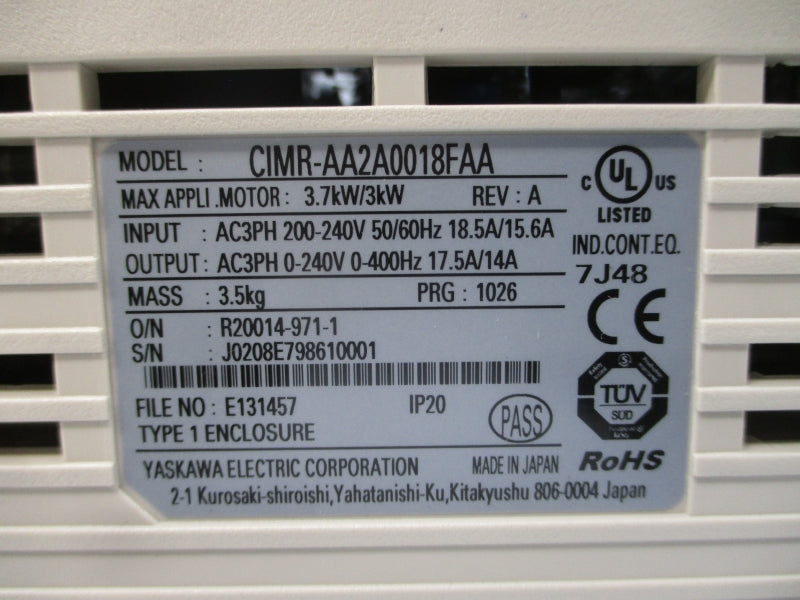 MODEL : CIMR-AA2A0018FAA
MAX APPLI .MOTOR : 3.7kW/3kW REV : A
INPUT : AC3PH 200-240V 50/60Hz 18.5A/15.6A
OUTPUT : AC3PH 0-240V 0-400Hz 17.5A/14A
MASS : 3.5kg PRG : 1026
O/N : R20014-971-1
S/N : J0208E798610001
FILE NO : E131457 IP20
TYPE 1 ENCLOSURE
PASS
YASKAWA ELECTRIC CORPORATION MADE IN JAPAN
2-1 Kurosaki-shiroishi,Yahatanishi-Ku,Kitakyushu 806-0004 Japan
C UL US
LISTED
IND.CONT.EQ.
7J48
CE
TÜV
SÜD
RoHS